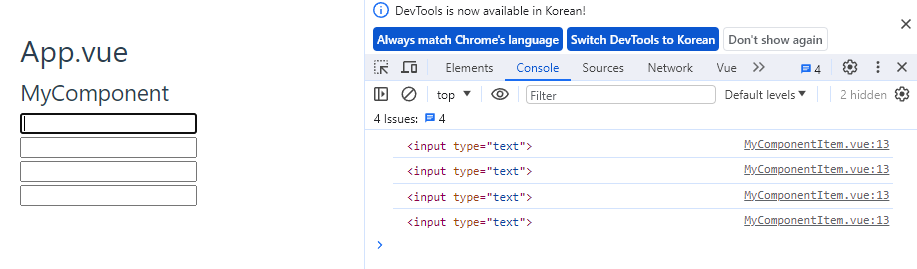 App.vue
MyComponent
DevTools is now available in Korean!
Always match Chrome's language Switch DevTools to Korean Don't show again
Elements Console Sources Network Vue 4
top Filter Default levels 2 hidden
4 Issues: 4
<input type="text"> MyComponentItem.vue:13
<input type="text"> MyComponentItem.vue:13
<input type="text"> MyComponentItem.vue:13
<input type="text"> MyComponentItem.vue:13